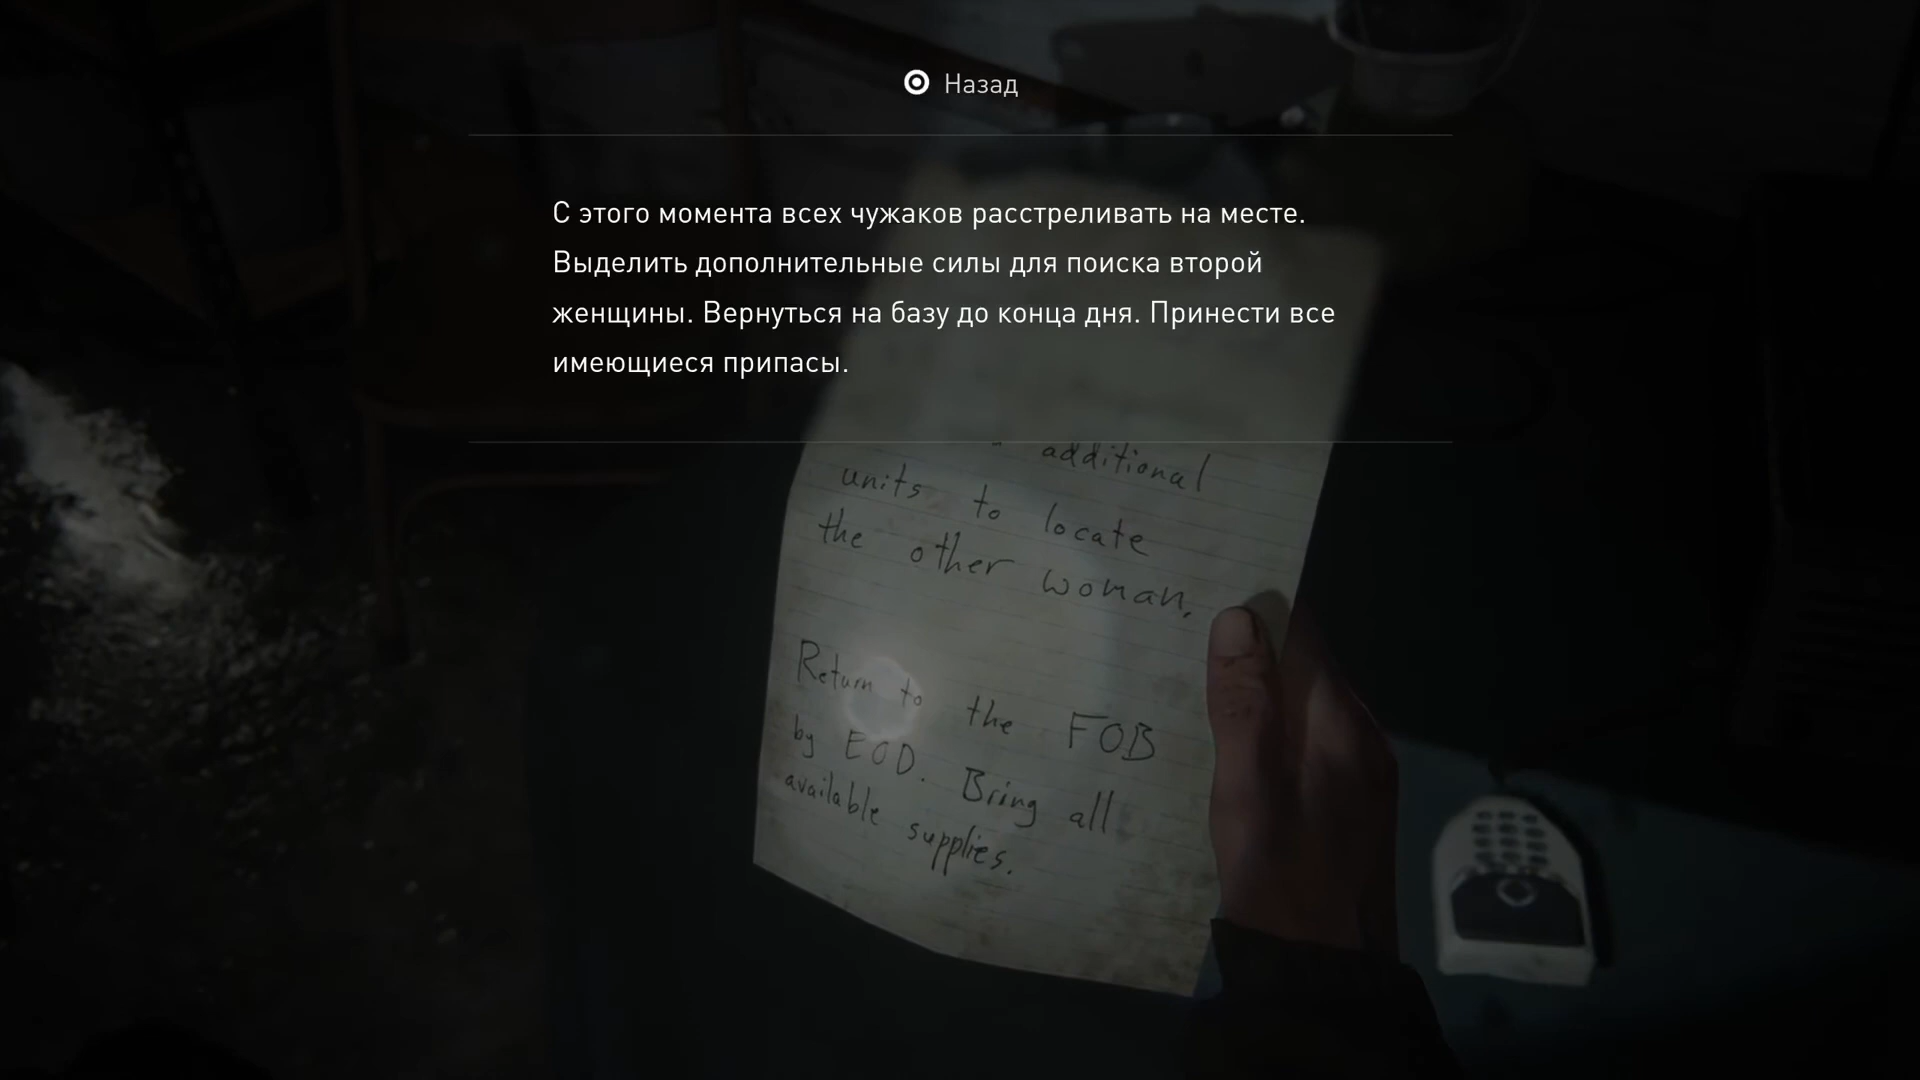 Назад
С этого момента всех чужаков расстреливать на месте.
Выделить дополнительные силы для поиска второй
женщины. Вернуться на базу до конца дня. Принести все
имеющиеся припасы.
additional
units to locate
the other woman.
Return to the FOB
by EOD. Bring all
available supplies.